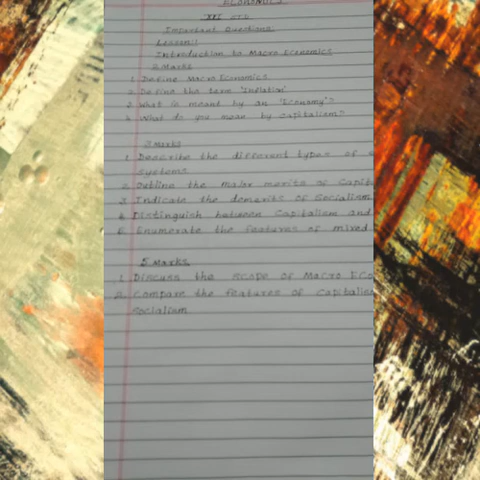 Economics
XII STD
Important Questions
Lesson:1
Introduction to Macro Economics
2 Marks
1. Define Macro Economics.
2. Define the term 'Inflation'
3. What is meant by an 'Economy'?
4. What do you mean by Capitalism?
3 Marks
1. Describe the different types of
systems
2. Outline the major merits of
3. Indicate the demerits of Socialism
4. Distinguish between Capitalism and
5. Enumerate the features of mixed
5 Marks
1. Discuss the scope of Macro
2. Compare the features of
Socialism